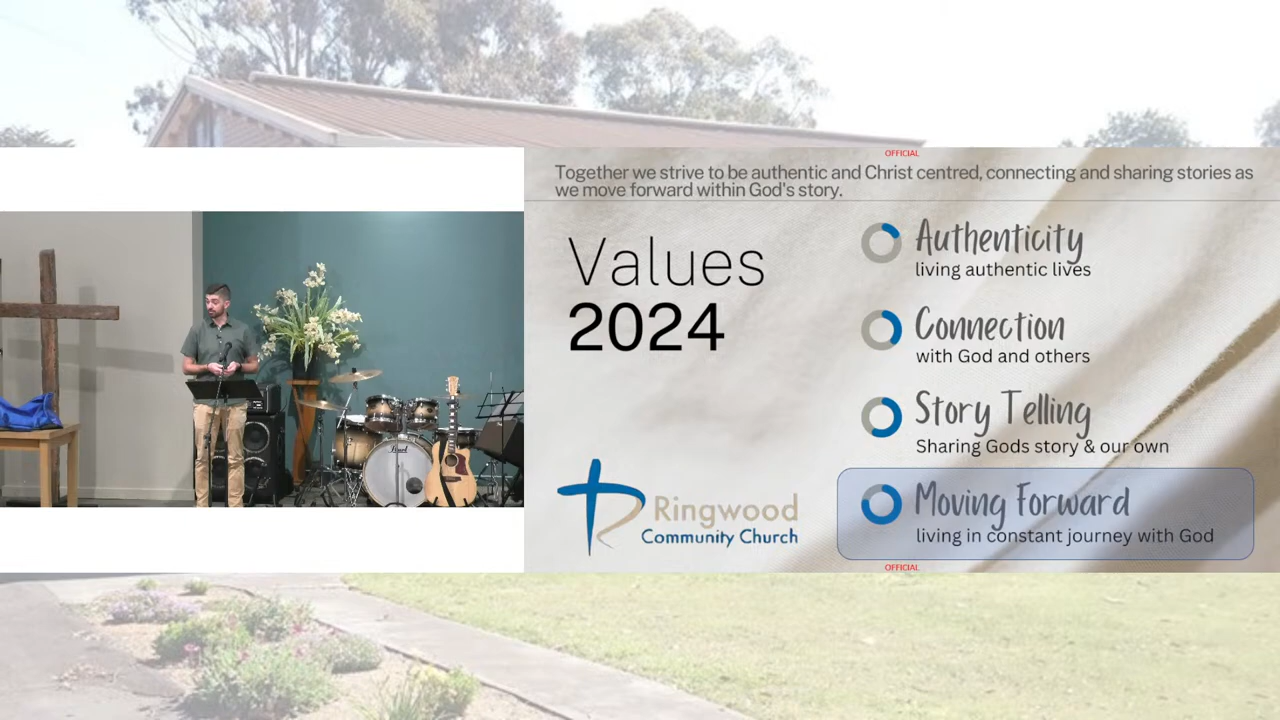 OFFICIAL
Together we strive to be authentic and Christ centred, connecting and sharing stories as
we move forward within God's story.
Values
2024
Authenticity
living authentic lives
Connection
with God and others
Story Telling
Sharing Gods story & our own
Moving Forward
living in constant journey with God
Ringwood
Community Church
OFFICIAL
Pearl